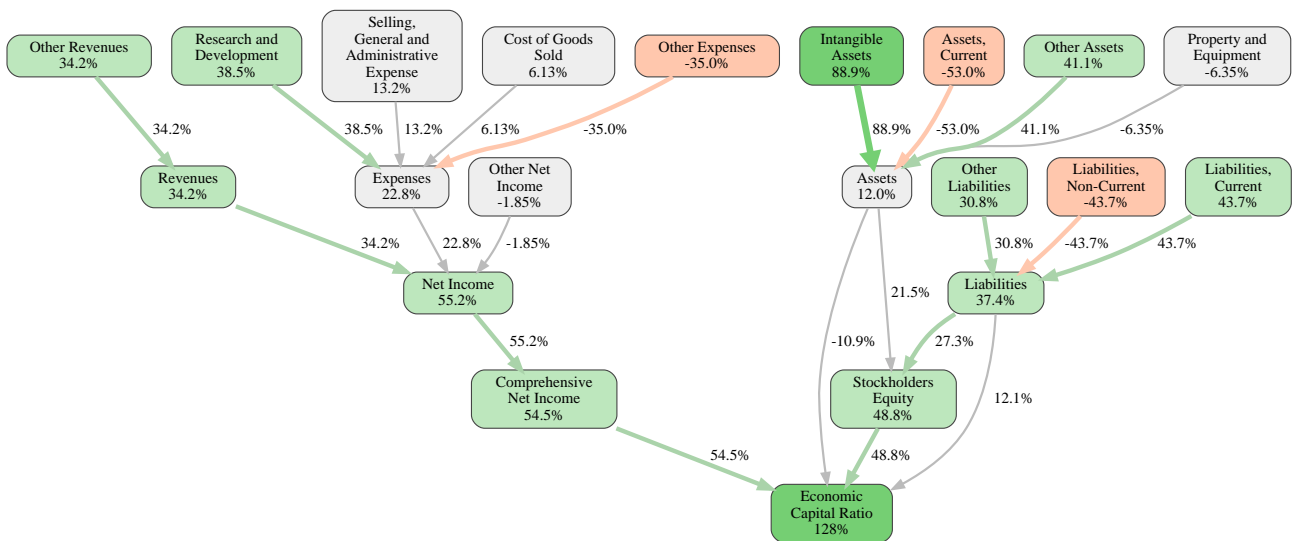 Other Revenues
34.2%
Research and
Development
38.5%
Selling,
General and
Administrative
Expense
13.2%
Cost of Goods
Sold
6.13%
Other Expenses
-35.0%
Intangible
Assets
88.9%
Assets,
Current
-53.0%
Other Assets
41.1%
Property and
Equipment
-6.35%
34.2%
38.5%
13.2%
6.13%
-35.0%
88.9%
-53.0%
41.1%
-6.35%
Revenues
34.2%
Expenses
22.8%
Other Net
Income
-1.85%
Assets
12.0%
Other
Liabilities
30.8%
Liabilities,
Non-Current
-43.7%
Liabilities,
Current
43.7%
34.2%
22.8%
-1.85%
30.8%
-43.7%
43.7%
Net Income
55.2%
21.5%
Liabilities
37.4%
55.2%
-10.9%
27.3%
Comprehensive
Net Income
54.5%
Stockholders
Equity
48.8%
12.1%
54.5%
48.8%
Economic
Capital Ratio
128%